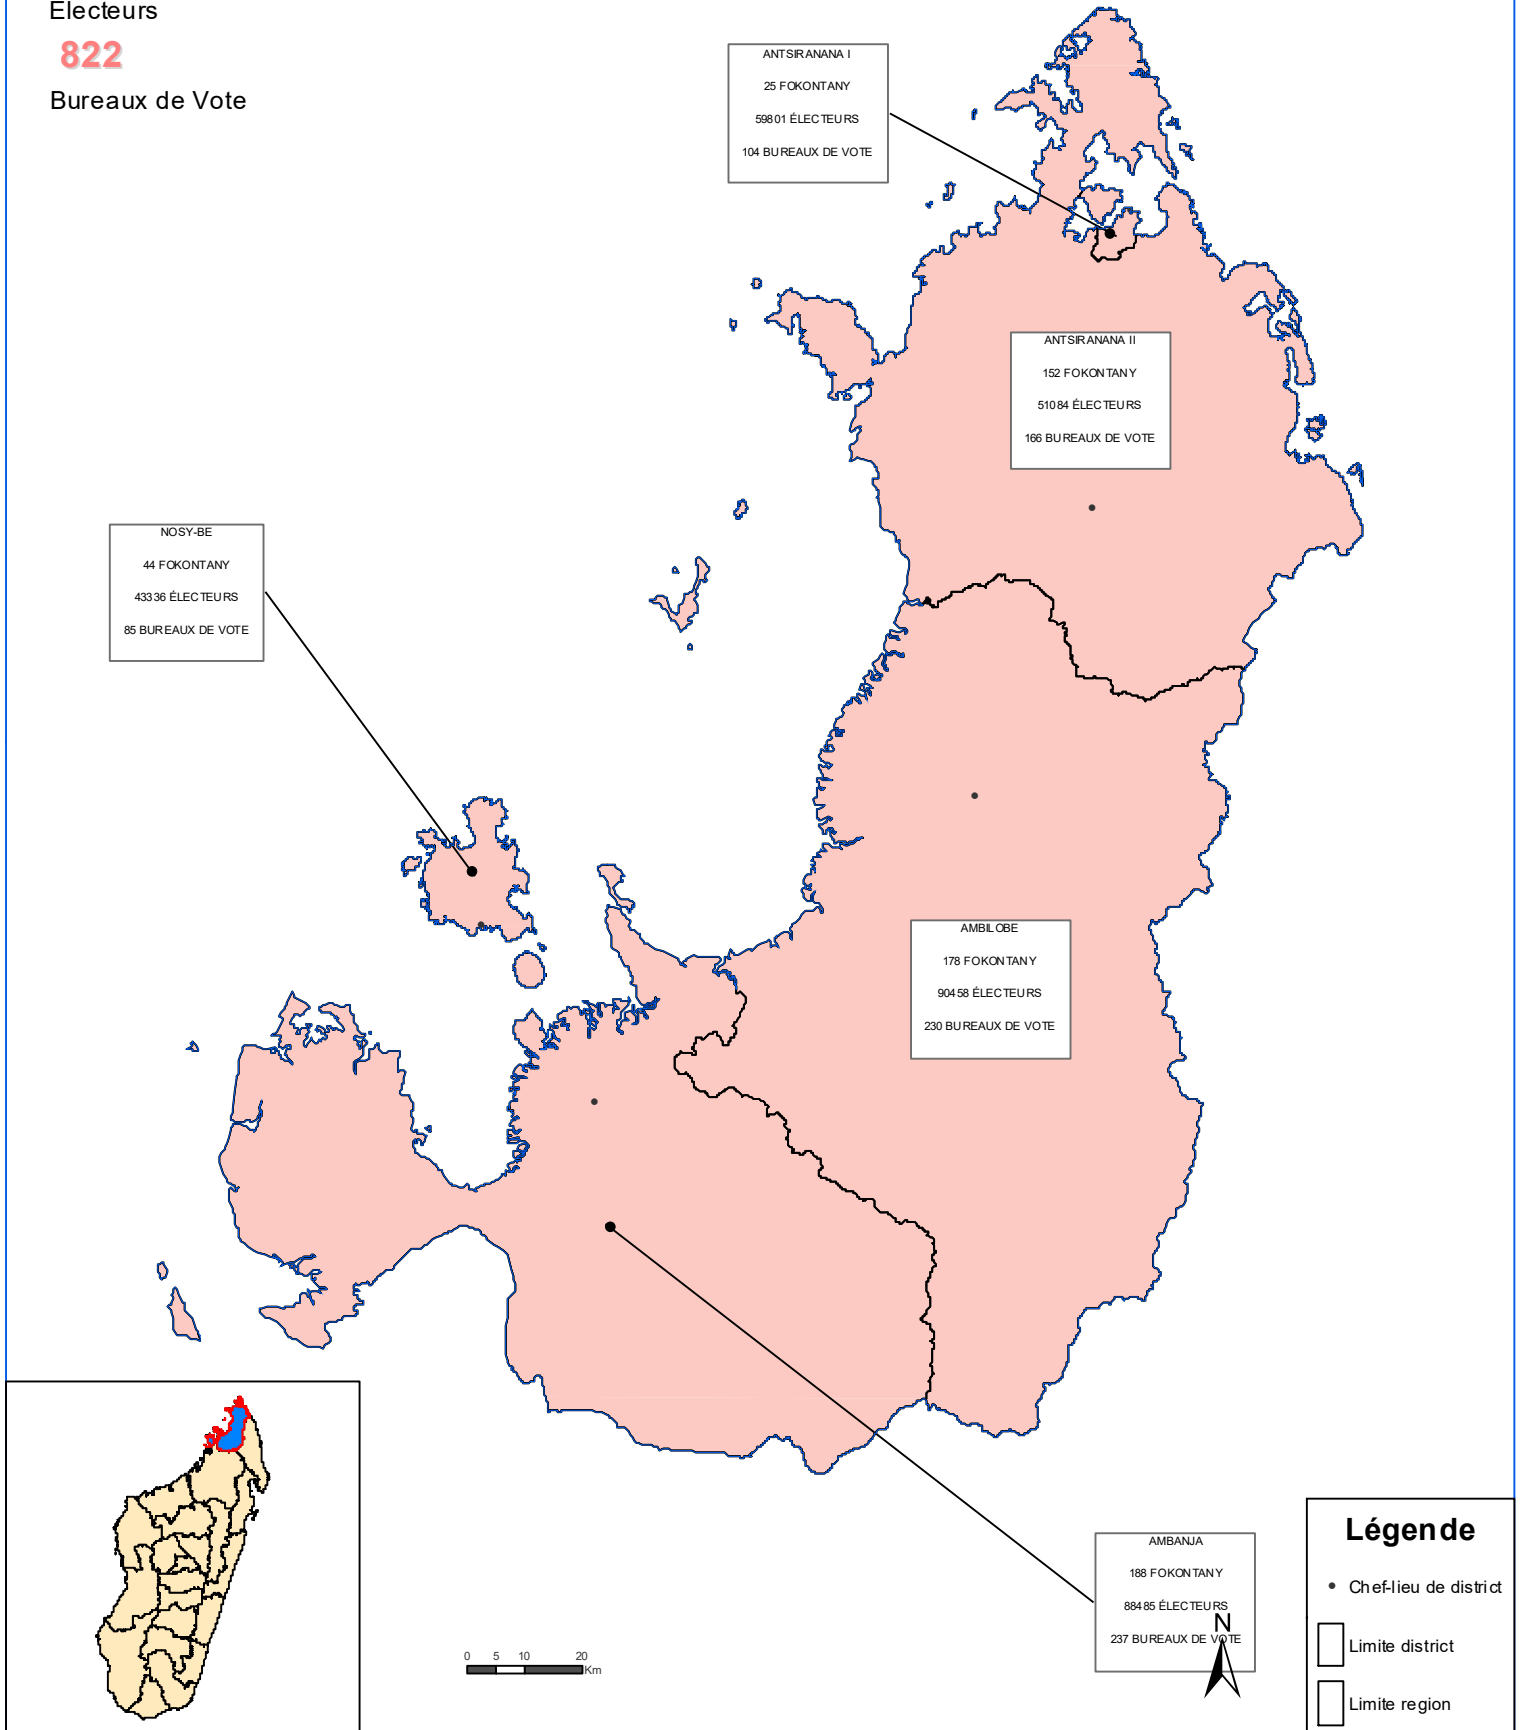 Electeurs
822
Bureaux de Vote
ANTSIRANANA I
25 FOKONTANY
59801 ÉLECTEURS
104 BUREAUX DE VOTE
ANTSIRANANA II
152 FOKONTANY
51084 ÉLECTEURS
166 BUREAUX DE VOTE
NOSY-BE
44 FOKONTANY
43336 ÉLECTEURS
85 BUREAUX DE VOTE
AMBILOBE
178 FOKONTANY
90458 ÉLECTEURS
230 BUREAUX DE VOTE
AMBANJA
188 FOKONTANY
88485 ÉLECTEURS
237 BUREAUX DE VOTE
N
0 5 10 20
Km
Légende
Chef-lieu de district
Limite district
Limite region